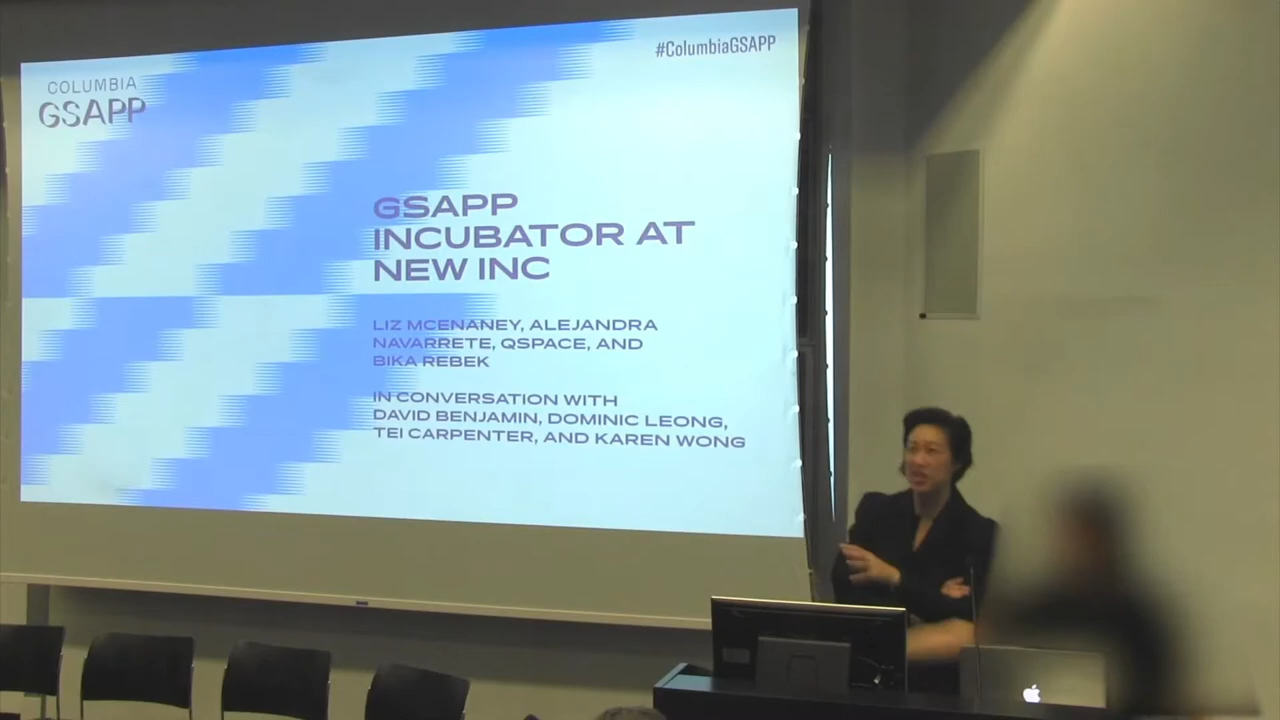 COLUMBIA
GSAPP
#ColumbiaGSAPP
GSAPP
INCUBATOR AT
NEW INC
LIZ MCENANEY, ALEJANDRA
NAVARRETE, QSPACE, AND
BIKA REBEK
IN CONVERSATION WITH
DAVID BENJAMIN, DOMINIC LEONG,
TEI CARPENTER, AND KAREN WONG